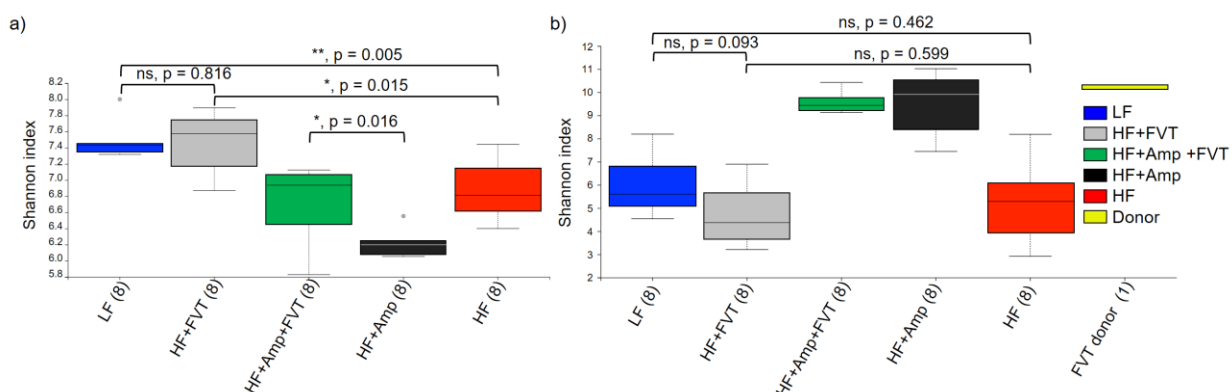 a)
**, p = 0.005
ns, p = 0.816
*, p = 0.015
*, p = 0.016
Shannon index
8.2
8.0
7.8
7.6
7.4
7.2
7.0
6.8
6.6
6.4
6.2
6.0
5.8
LF (8)
HF+FVT (8)
HF+Amp+FVT (8)
HF+Amp (8)
HF (8)
b)
ns, p = 0.462
ns, p = 0.093
ns, p = 0.599
Shannon index
12
11
10
9
8
7
6
5
4
3
2
LF (8)
HF+FVT (8)
HF+Amp+FVT (8)
HF+Amp (8)
HF (8)
FVT donor (1)
LF
HF+FVT
HF+Amp +FVT
HF+Amp
HF
Donor